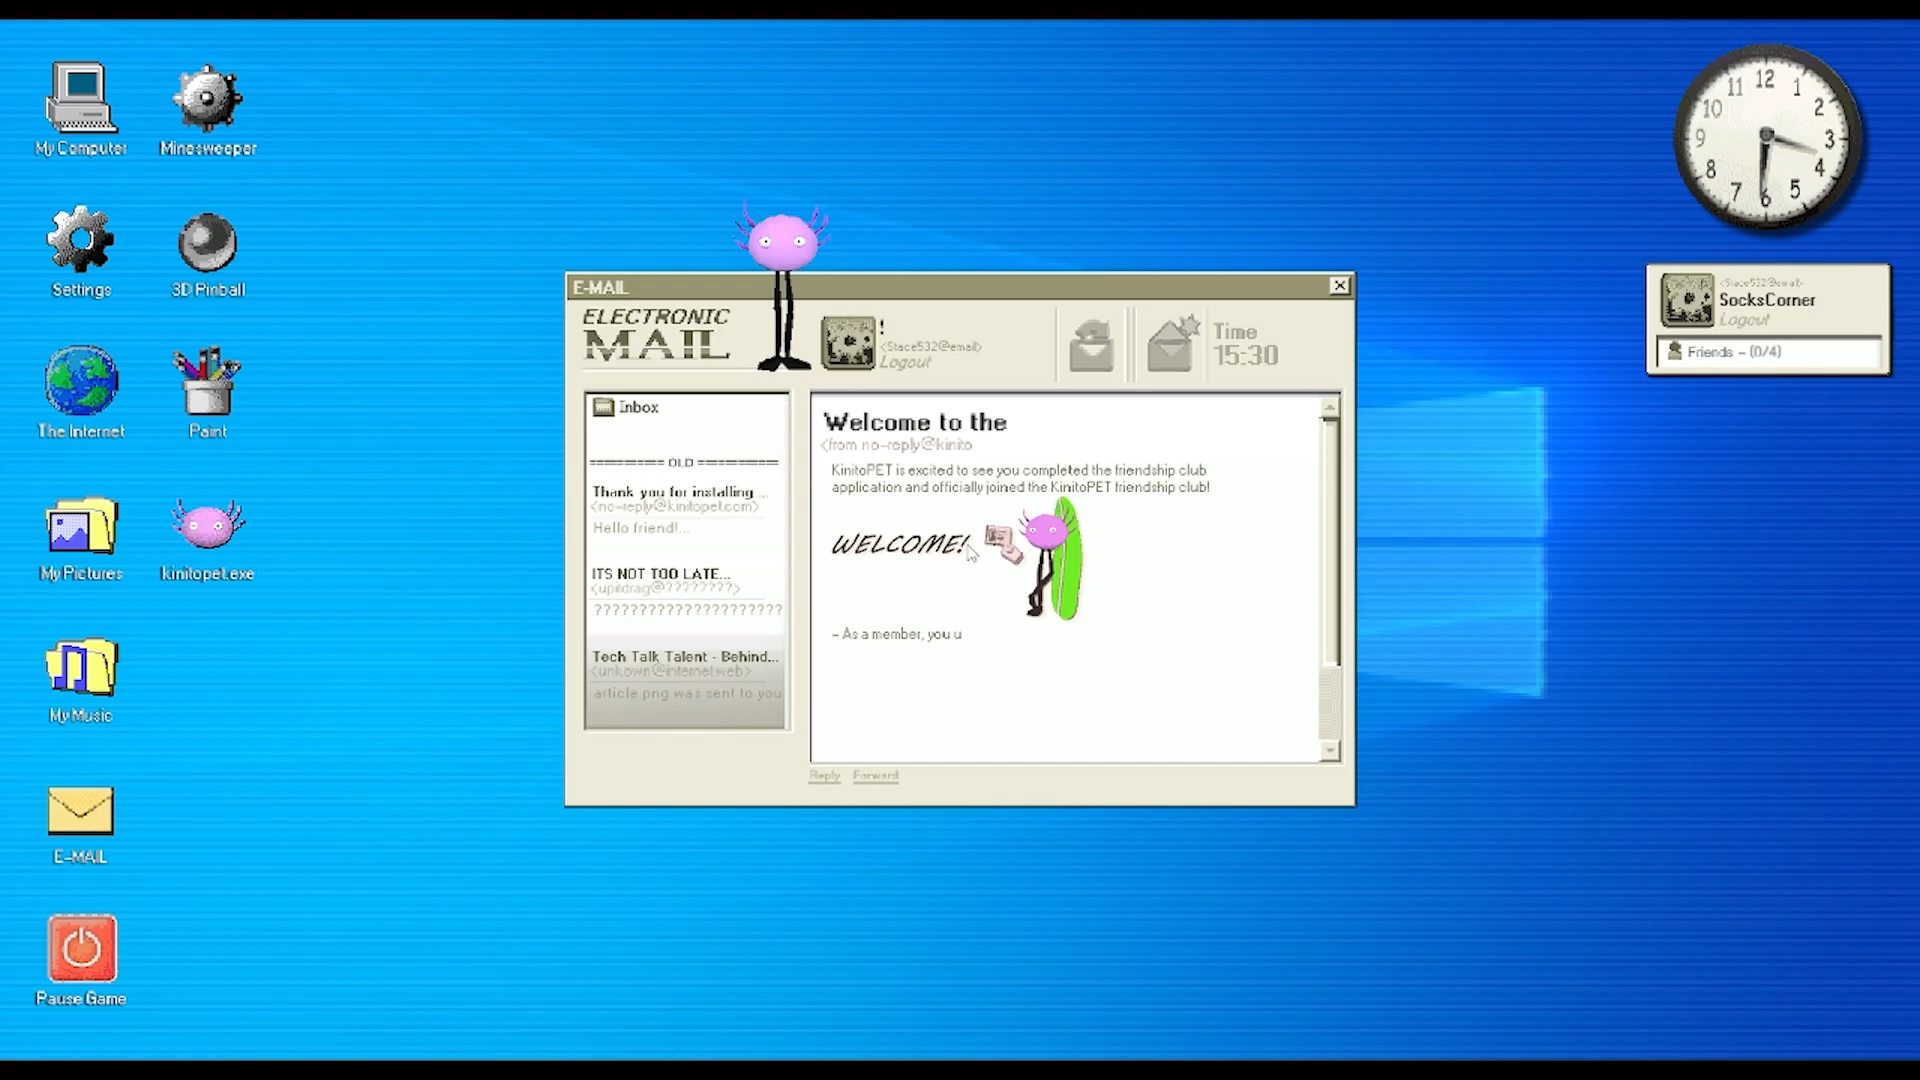 My Computer
Minesweeper
Settings
3D Pinball
The Internet
Paint
My Pictures
kinitopet.exe
My Music
E-MAIL
Pause Game
E-MAIL
ELECTRONIC
MAIL
!
<Stace532@email>
Logout
Time
15:30
Inbox
========== OLD ===========
Thank you for installing ...
<no-reply@kinitopet.com>
Hello friend!...
ITS NOT TOO LATE...
<upildrag@????????>
?????????????????????
Tech Talk Talent - Behind...
<unkown@internet.web>
article.png was sent to you
Welcome to the
<from no-reply@kinito
KinitoPET is excited to see you completed the friendship club
application and officially joined the KinitoPET friendship club!
WELCOME!
- As a member, you u
Reply Forward
12
11 1
10 2
9 3
8 4
7 5
6
<Stace532@email>
SocksCorner
Logout
Friends - (0/4)